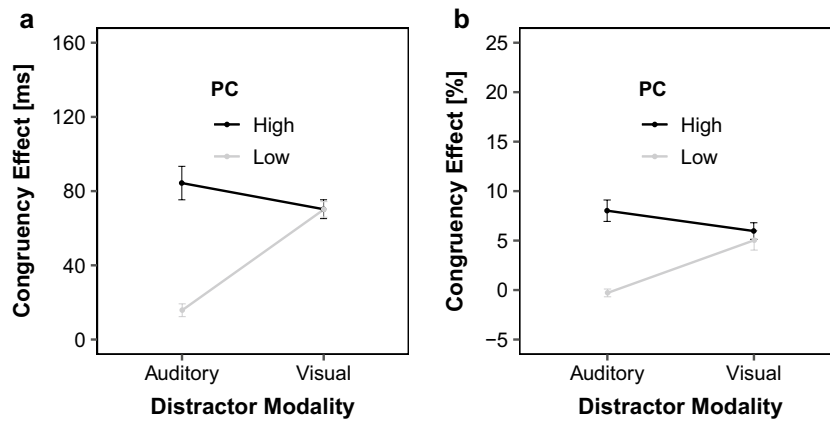 a
Congruency Effect [ms]
160
120
80
40
0
PC
High
Low
Auditory
Visual
Distractor Modality
b
Congruency Effect [%]
25
20
15
10
5
0
−5
PC
High
Low
Auditory
Visual
Distractor Modality